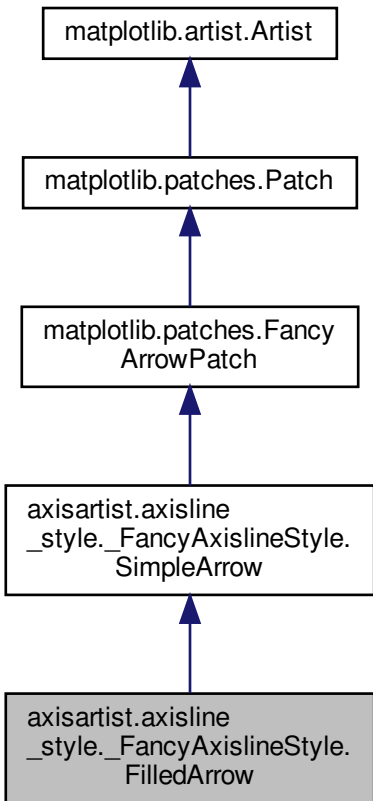 matplotlib.artist.Artist
matplotlib.patches.Patch
matplotlib.patches.Fancy
ArrowPatch
axisartist.axisline
_style._FancyAxislineStyle.
SimpleArrow
axisartist.axisline
_style._FancyAxislineStyle.
FilledArrow